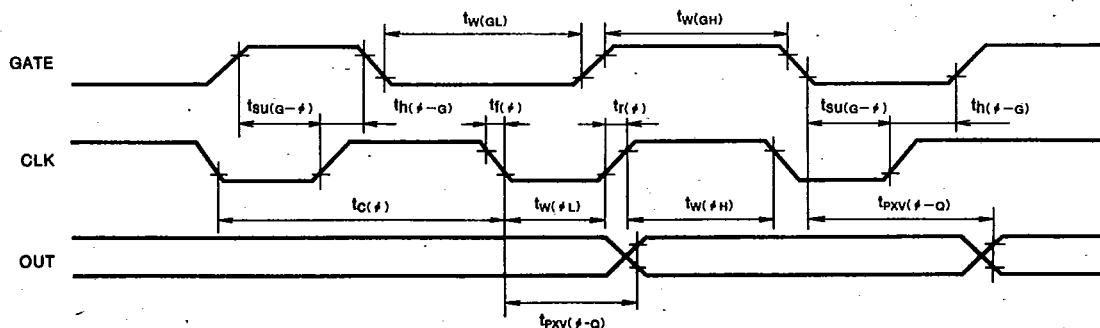 tW(GL) tW(GH)
GATE
tSU(G-φ) th(φ-G) tf(φ) tr(φ) tSU(G-φ) th(φ-G)
CLK
tC(φ) tW(φL) tW(φH) tPXV(φ-Q)
OUT
tPXV(φ-Q)